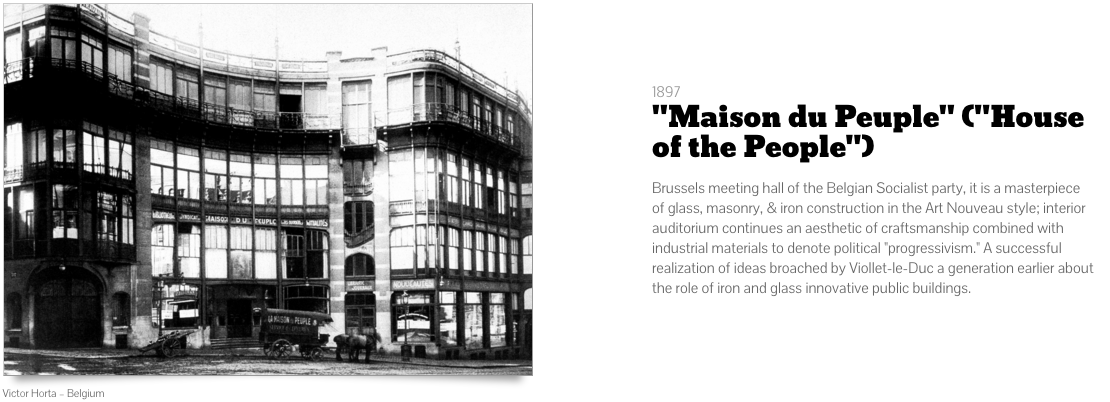 MAISON DU PEUPLE
LA MAISON DU PEUPLE
Victor Horta – Belgium
1897
"Maison du Peuple" ("House
of the People")
Brussels meeting hall of the Belgian Socialist party, it is a masterpiece
of glass, masonry, & iron construction in the Art Nouveau style; interior
auditorium continues an aesthetic of craftsmanship combined with
industrial materials to denote political "progressivism." A successful
realization of ideas broached by Viollet-le-Duc a generation earlier about
the role of iron and glass innovative public buildings.